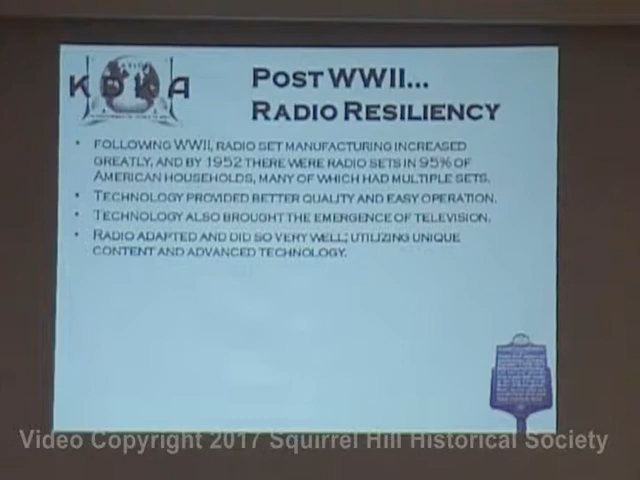 KDKA
POST WWII...
RADIO RESILIENCY
• FOLLOWING WWII, RADIO SET MANUFACTURING INCREASED
GREATLY, AND BY 1952 THERE WERE RADIO SETS IN 95% OF
AMERICAN HOUSEHOLDS, MANY OF WHICH HAD MULTIPLE SETS.
• TECHNOLOGY PROVIDED BETTER QUALITY AND EASY OPERATION.
• TECHNOLOGY ALSO BROUGHT THE EMERGENCE OF TELEVISION.
• RADIO ADAPTED AND DID SO VERY WELL; UTILIZING UNIQUE
CONTENT AND ADVANCED TECHNOLOGY.
Video Copyright 2017 Squirrel Hill Historical Society